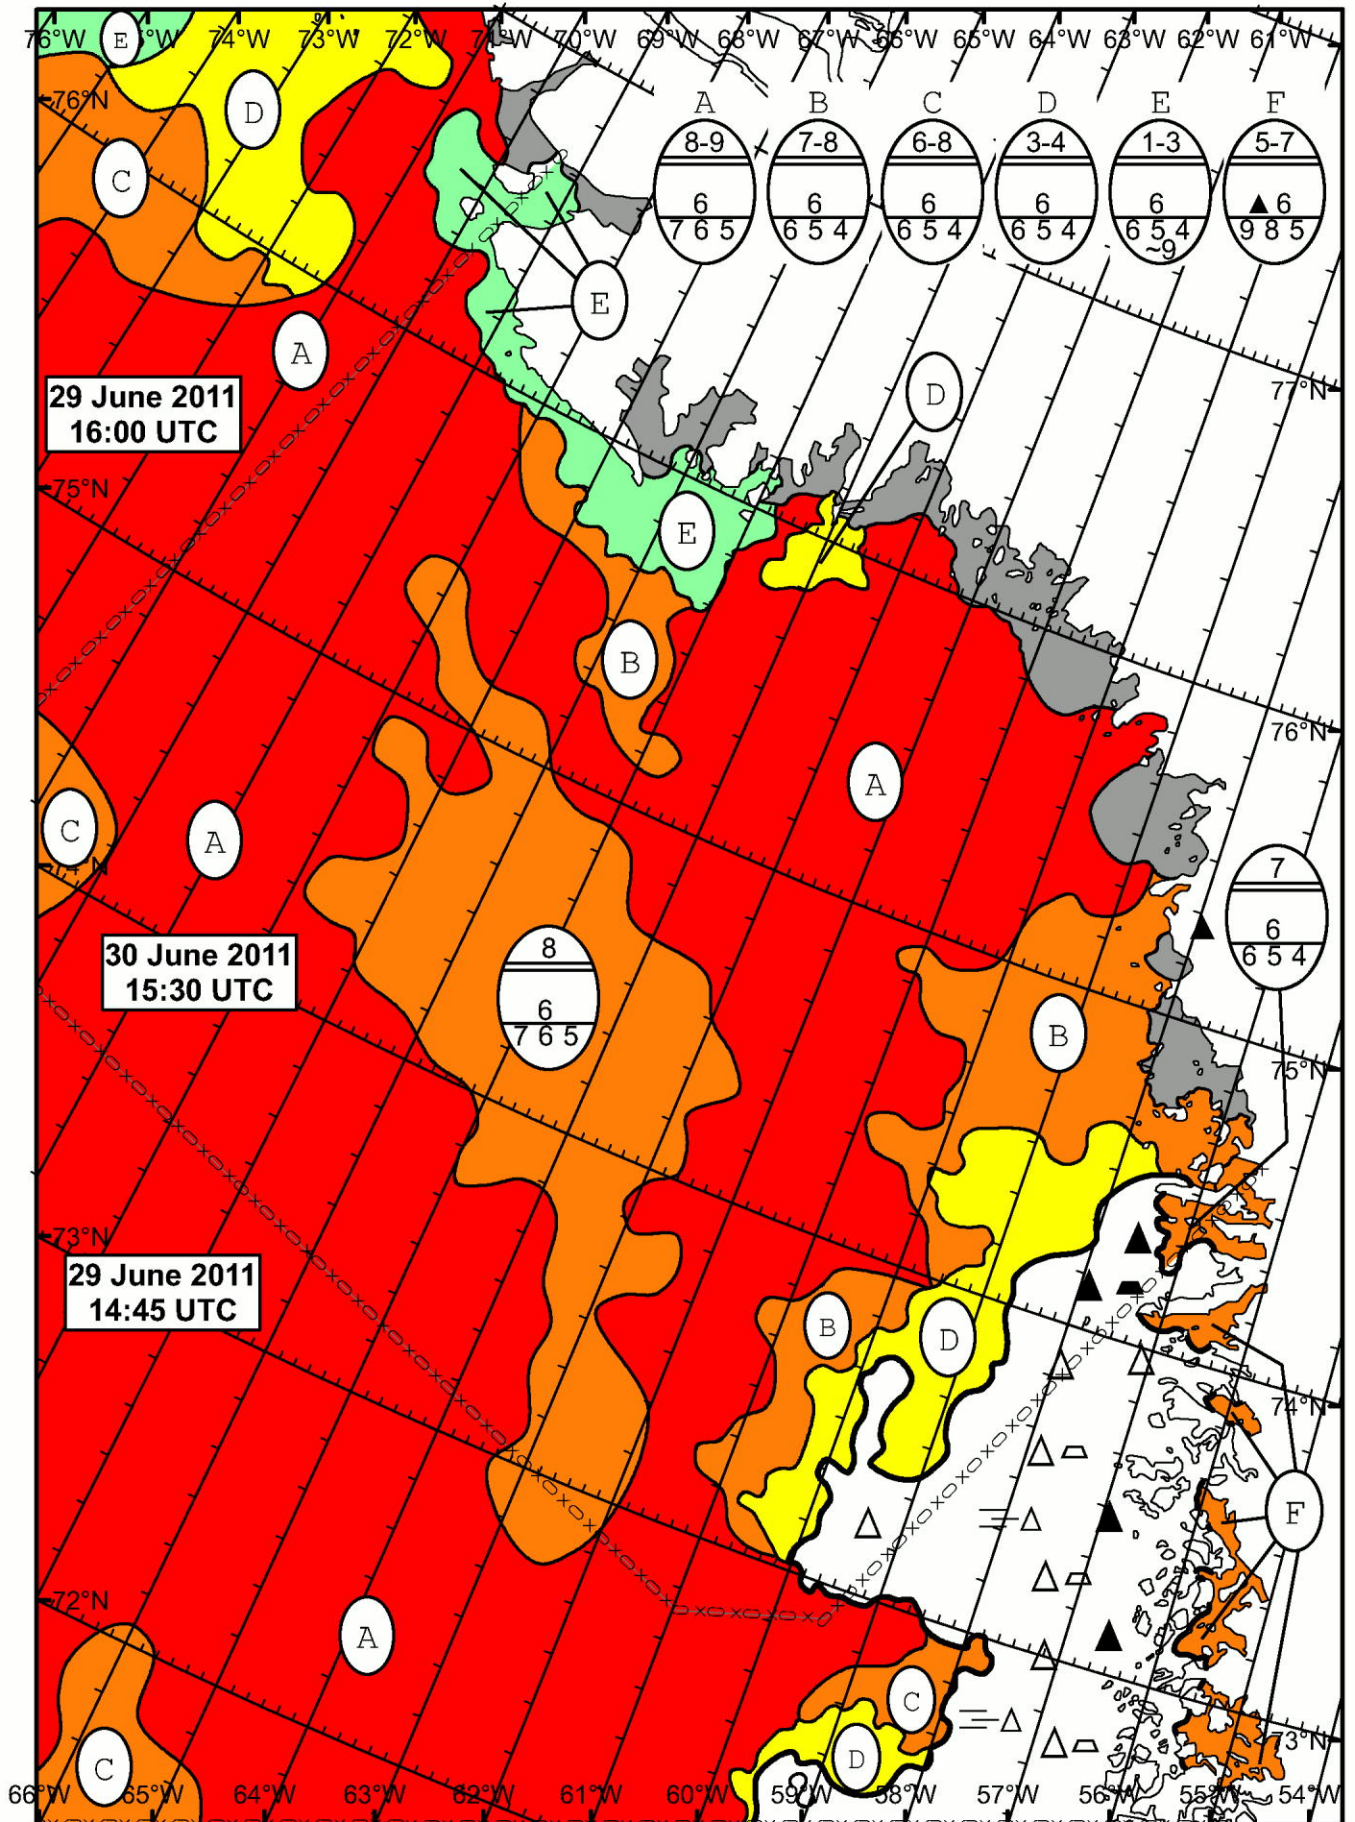 76°W E 75°W 74°W 73°W 72°W 71°W 70°W 69°W 68°W 67°W 66°W 65°W 64°W 63°W 62°W 61°W
76°N
D
C
A B C D E F
8-9 7-8 6-8 3-4 1-3 5-7
6 6 6 6 6 ▲ 6
7 6 5 6 5 4 6 5 4 6 5 4 6 5 4 9 8 5
~9
E
A
D
77°N
29 June 2011
16:00 UTC
75°N
E
B
76°N
A
C
A
7
6
6 5 4
30 June 2011
15:30 UTC
8
6
7 6 5
B
75°N
73°N
29 June 2011
14:45 UTC
B
D
74°N
F
72°N
A
C
D
C
73°N
66°W 65°W 64°W 63°W 62°W 61°W 60°W 59°W 58°W 57°W 56°W 55°W 54°W